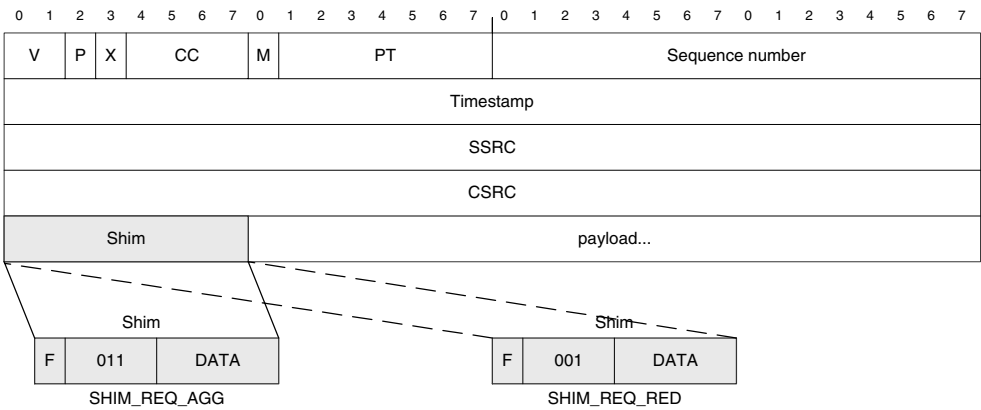 0 1 2 3 4 5 6 7 0 1 2 3 4 5 6 7 0 1 2 3 4 5 6 7 0 1 2 3 4 5 6 7
V P X CC M PT Sequence number
Timestamp
SSRC
CSRC
Shim payload...
Shim Shim
F 011 DATA F 001 DATA
SHIM_REQ_AGG SHIM_REQ_RED